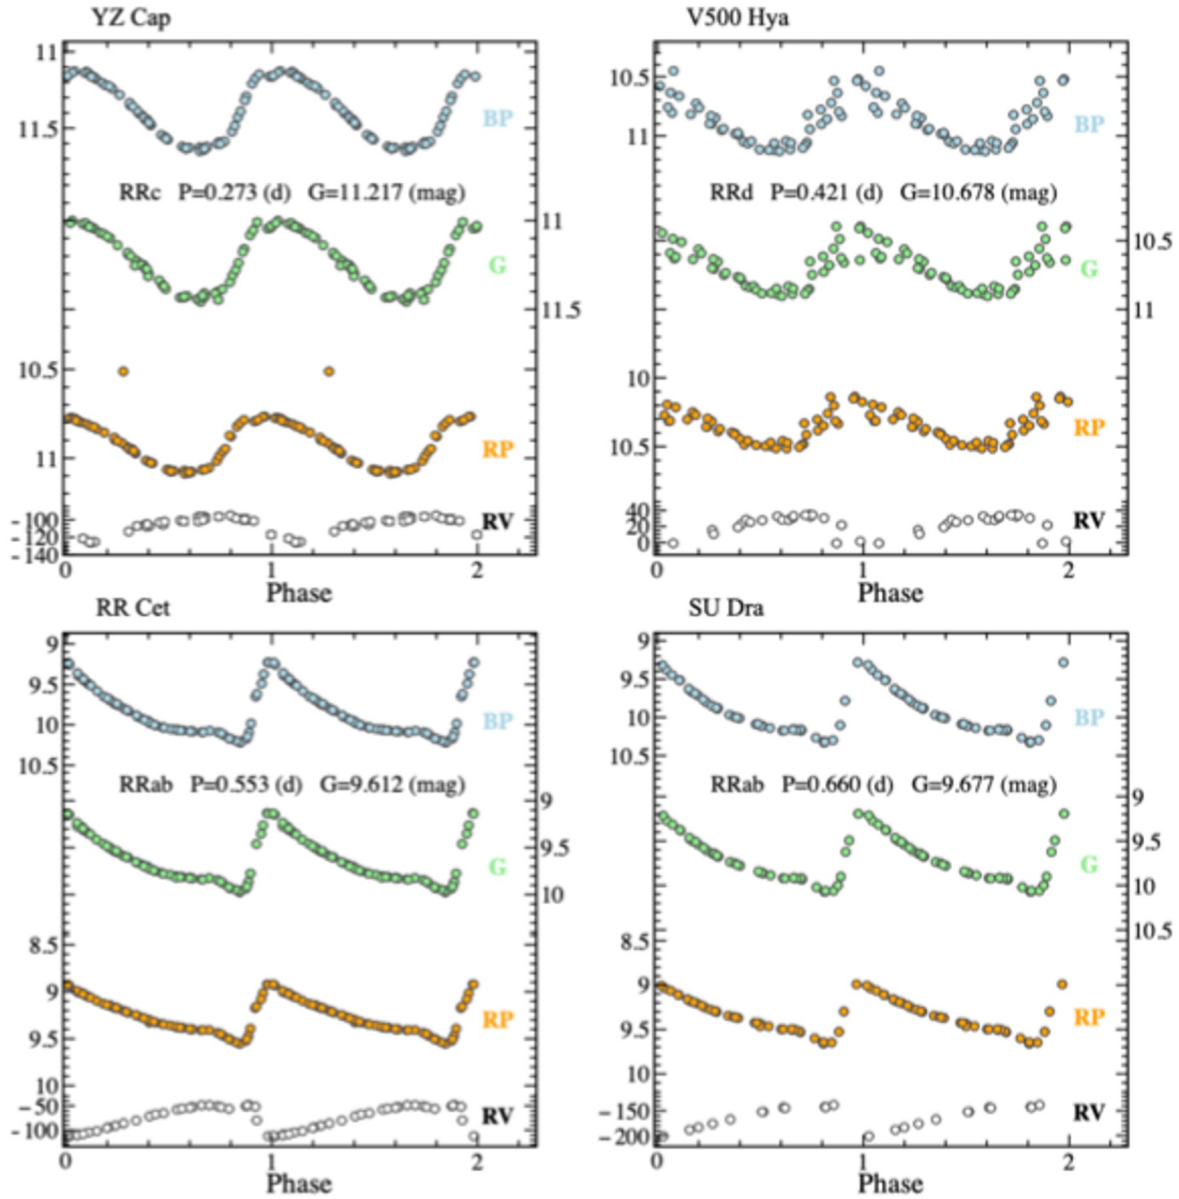 YZ Cap
11
11.5
BP
RRc P=0.273 (d) G=11.217 (mag)
11
G
11.5
10.5
11
RP
-100
-120
-140
RV
0 1 2
Phase
V500 Hya
10.5
11
BP
RRd P=0.421 (d) G=10.678 (mag)
10.5
G
11
10
10.5
RP
40
20
0
RV
0 1 2
Phase
RR Cet
9
9.5
10
10.5
BP
RRab P=0.553 (d) G=9.612 (mag)
9
9.5
10
G
8.5
9
9.5
10
RP
-50
-100
RV
0 1 2
Phase
SU Dra
9
9.5
10
10.5
BP
RRab P=0.660 (d) G=9.677 (mag)
9
9.5
10
10.5
G
8.5
9
9.5
10
RP
-150
-200
RV
0 1 2
Phase